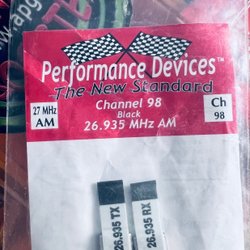 Performance Devices™
The New Standard
27 MHz
AM
Channel 98
Black
26.935 MHz AM
Ch
98
26.935 TX
26.935 RX